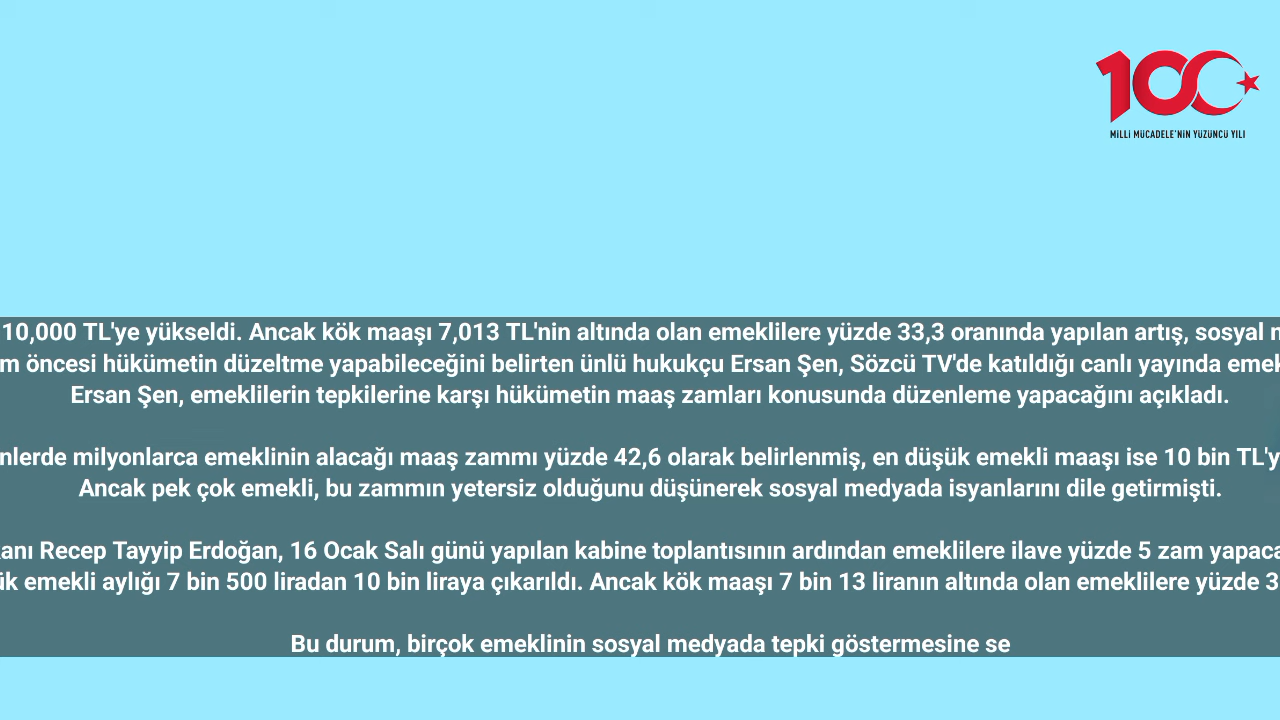 100
MİLLİ MÜCADELE'NİN YÜZÜNCÜ YILI
10,000 TL'ye yükseldi. Ancak kök maaşı 7,013 TL'nin altında olan emeklilere yüzde 33,3 oranında yapılan artış, sosyal
öncesi hükümetin düzeltme yapabileceğini belirten ünlü hukukçu Ersan Şen, Sözcü TV'de katıldığı canlı yayında
Ersan Şen, emeklilerin tepkilerine karşı hükümetin maaş zamları konusunda düzenleme yapacağını açıkladı.
milyonlarca emeklinin alacağı maaş zammı yüzde 42,6 olarak belirlenmiş, en düşük emekli maaşı ise 10 bin
Ancak pek çok emekli, bu zammın yetersiz olduğunu düşünerek sosyal medyada isyanlarını dile getirmişti.
Recep Tayyip Erdoğan, 16 Ocak Salı günü yapılan kabine toplantısının ardından emeklilere ilave yüzde 5 zam
emekli aylığı 7 bin 500 liradan 10 bin liraya çıkarıldı. Ancak kök maaşı 7 bin 13 liranın altında olan emeklilere yüzde
Bu durum, birçok emeklinin sosyal medyada tepki göstermesine se